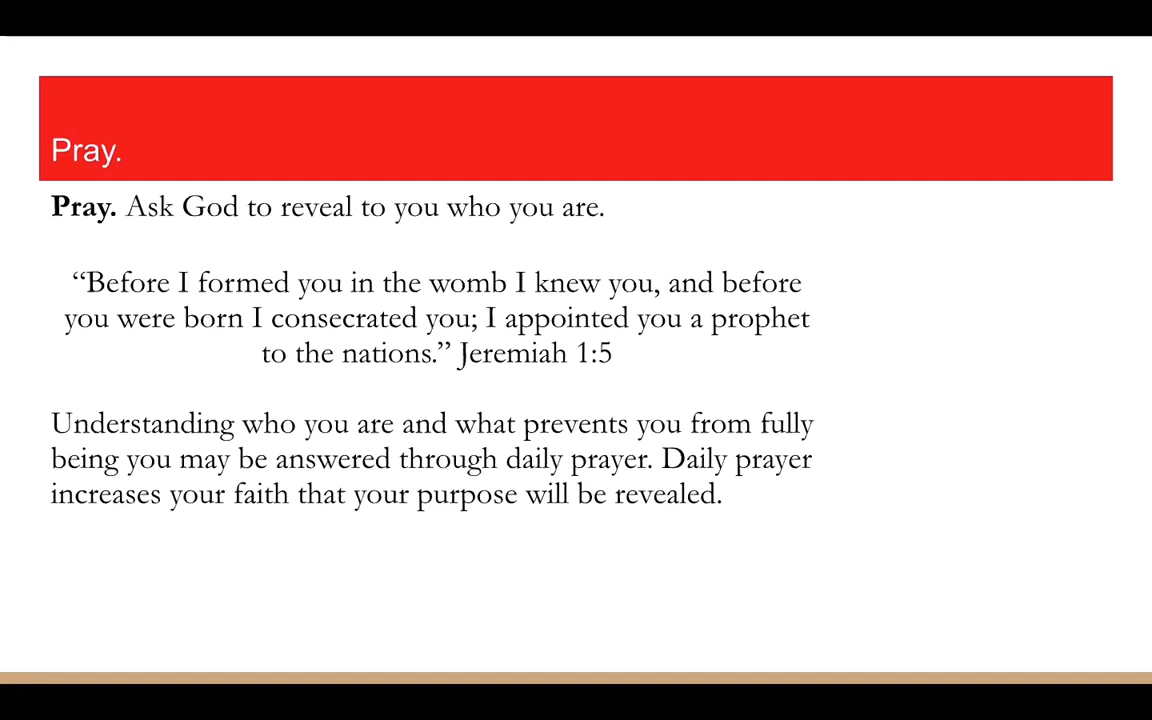 Pray.
Pray. Ask God to reveal to you who you are.
“Before I formed you in the womb I knew you, and before
you were born I consecrated you; I appointed you a prophet
to the nations.” Jeremiah 1:5
Understanding who you are and what prevents you from fully
being you may be answered through daily prayer. Daily prayer
increases your faith that your purpose will be revealed.